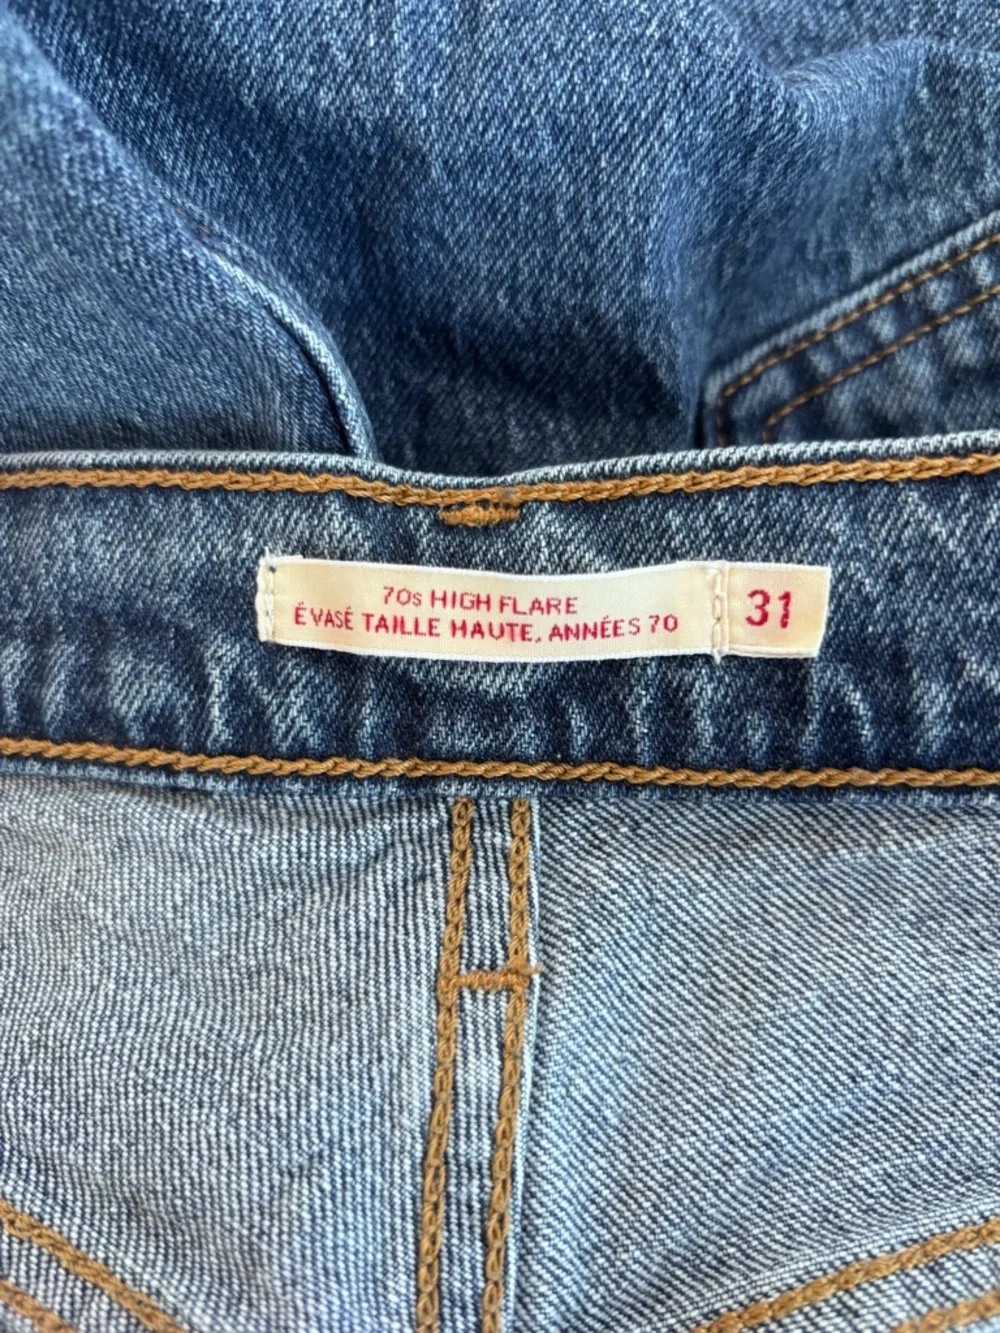 70s HIGH FLARE
ÉVASÉ TAILLE HAUTE, ANNÉES 70
31